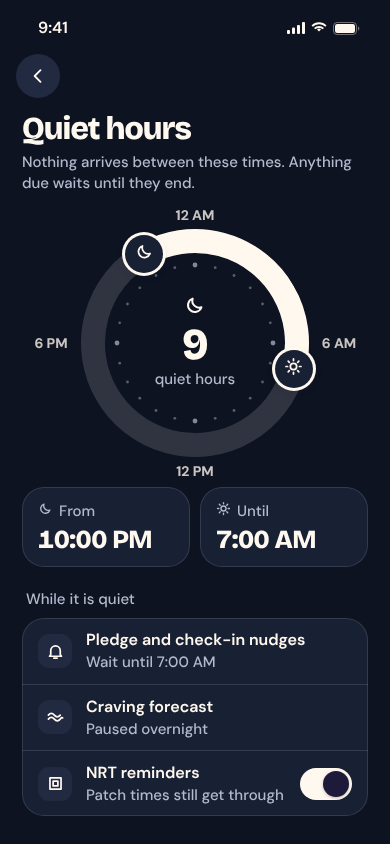 9:41
Quiet hours
Nothing arrives between these times. Anything
due waits until they end.
12 AM
6 PM
9
quiet hours
6 AM
12 PM
From
10:00 PM
Until
7:00 AM
While it is quiet
Pledge and check-in nudges
Wait until 7:00 AM
Craving forecast
Paused overnight
NRT reminders
Patch times still get through